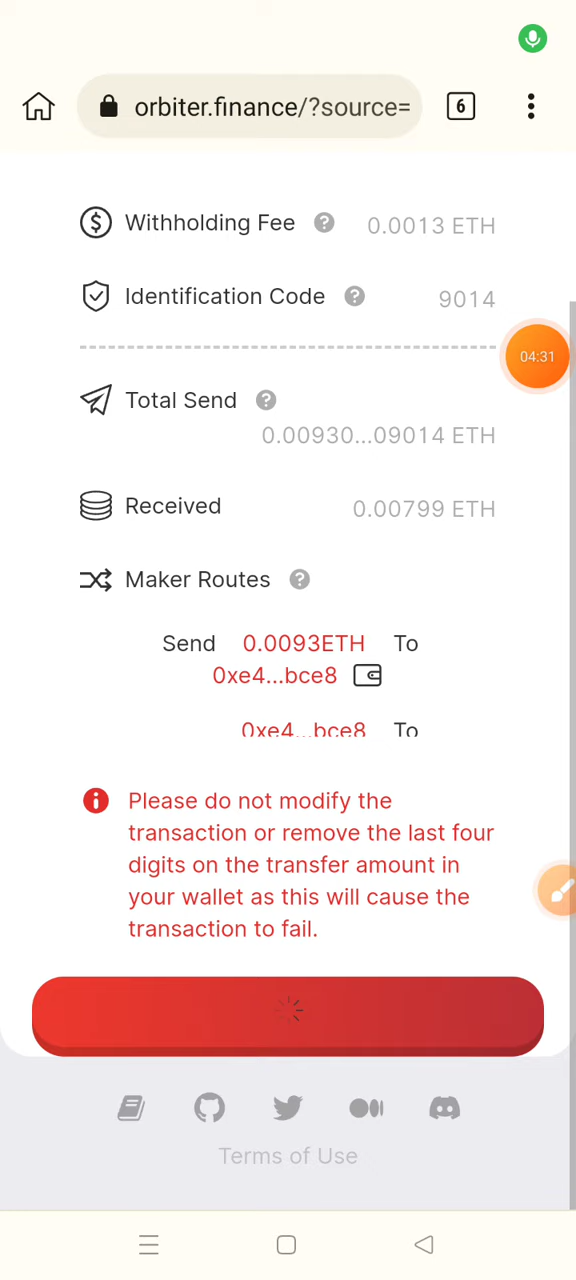 orbiter.finance/?source=
6
Withholding Fee ? 0.0013 ETH
Identification Code ? 9014
04:31
Total Send ?
0.00930...09014 ETH
Received 0.00799 ETH
Maker Routes ?
Send 0.0093ETH To
0xe4...bce8
0xe4...bce8 To
Please do not modify the
transaction or remove the last four
digits on the transfer amount in
your wallet as this will cause the
transaction to fail.
Terms of Use